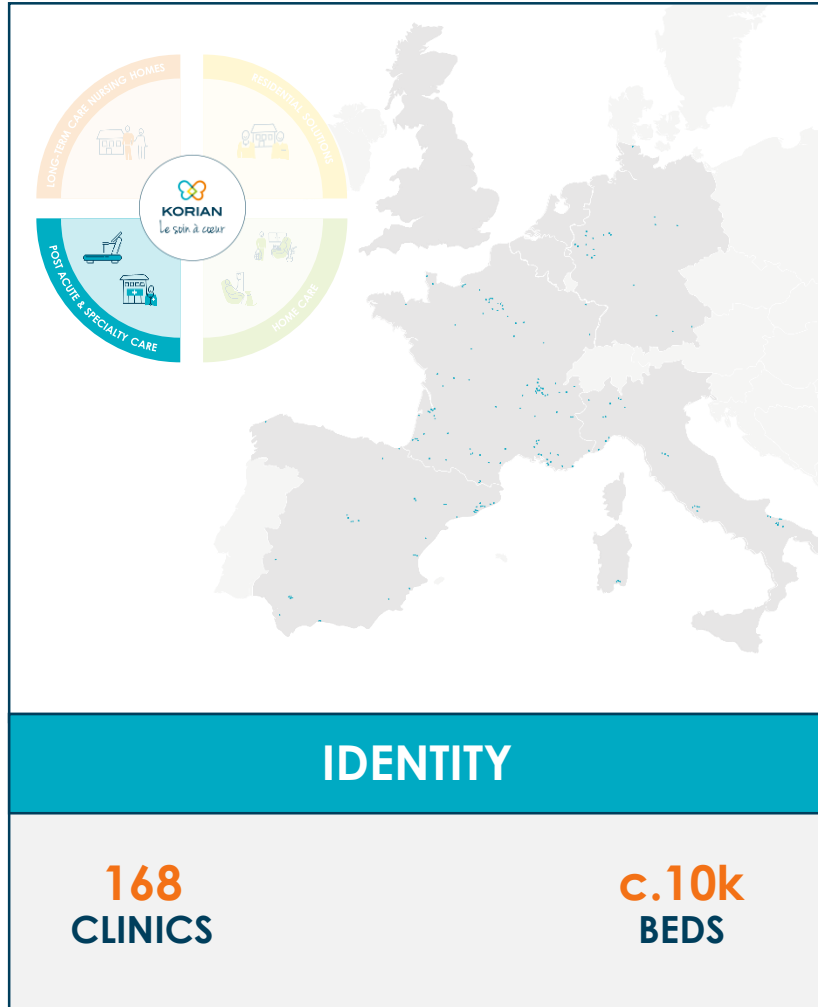 LONG-TERM CARE NURSING HOMES
RESIDENTIAL SOLUTIONS
KORIAN
Le soin à cœur
POST ACUTE & SPECIALTY CARE
HOME CARE
IDENTITY
168
CLINICS
c.10k
BEDS